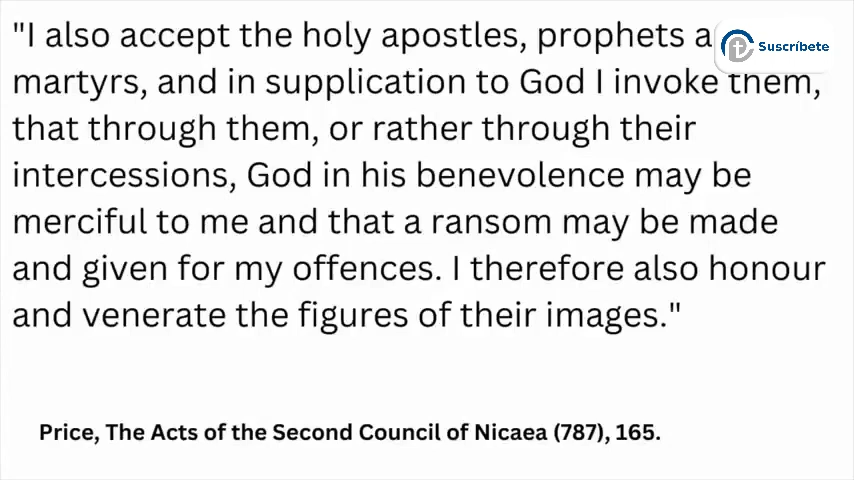 "I also accept the holy apostles, prophets a
Suscríbete
martyrs, and in supplication to God I invoke them,
that through them, or rather through their
intercessions, God in his benevolence may be
merciful to me and that a ransom may be made
and given for my offences. I therefore also honour
and venerate the figures of their images."
Price, The Acts of the Second Council of Nicaea (787), 165.